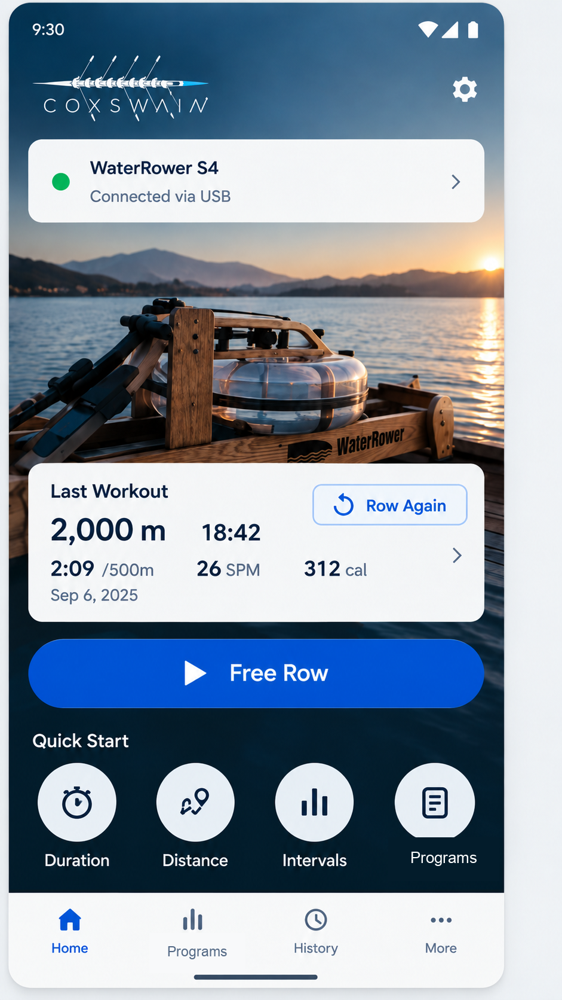 9:30
COXSWAIN
WaterRower S4
Connected via USB
WaterRower
Last Workout
Row Again
2,000 m 18:42
2:09 /500m 26 SPM 312 cal
Sep 6, 2025
Free Row
Quick Start
Duration Distance Intervals Programs
Home Programs History More